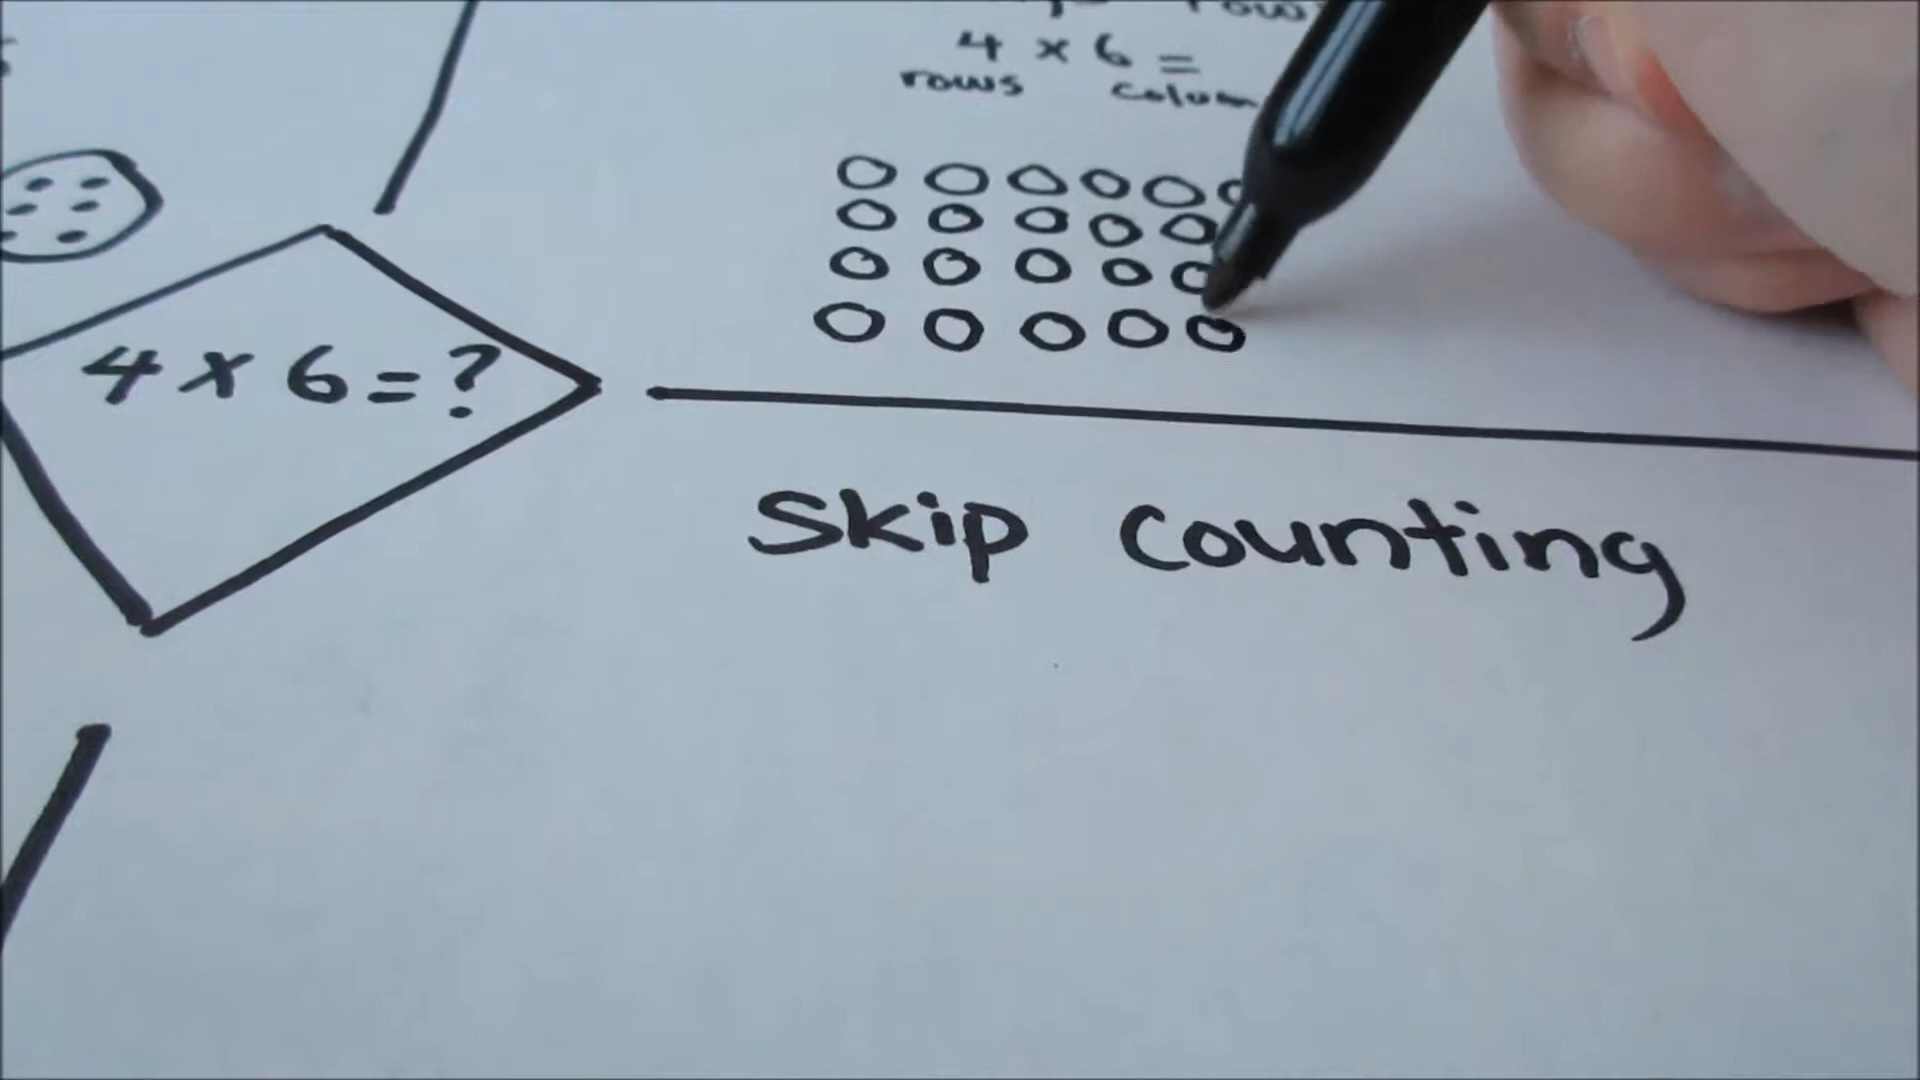 4 x 6 =
rows
4 x 6 = ?
Skip Counting